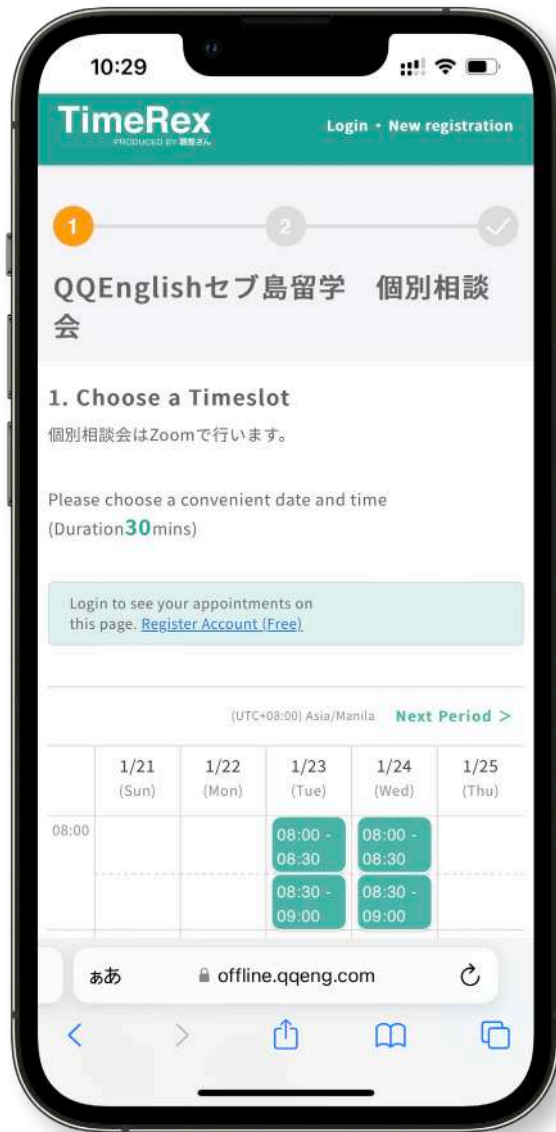 10:29
TimeRex
PRODUCED BY 調整さん
Login・New registration
1
2
QQEnglishセブ島留学　個別相談
会
1. Choose a Timeslot
個別相談会はZoomで行います。
Please choose a convenient date and time
(Duration30mins)
Login to see your appointments on
this page. Register Account (Free)
(UTC+08:00) Asia/Manila Next Period >
1/21 1/22 1/23 1/24 1/25
(Sun) (Mon) (Tue) (Wed) (Thu)
08:00
08:00 - 08:00 -
08:30 08:30
08:30 - 08:30 -
09:00 09:00
ぁあ offline.qqeng.com